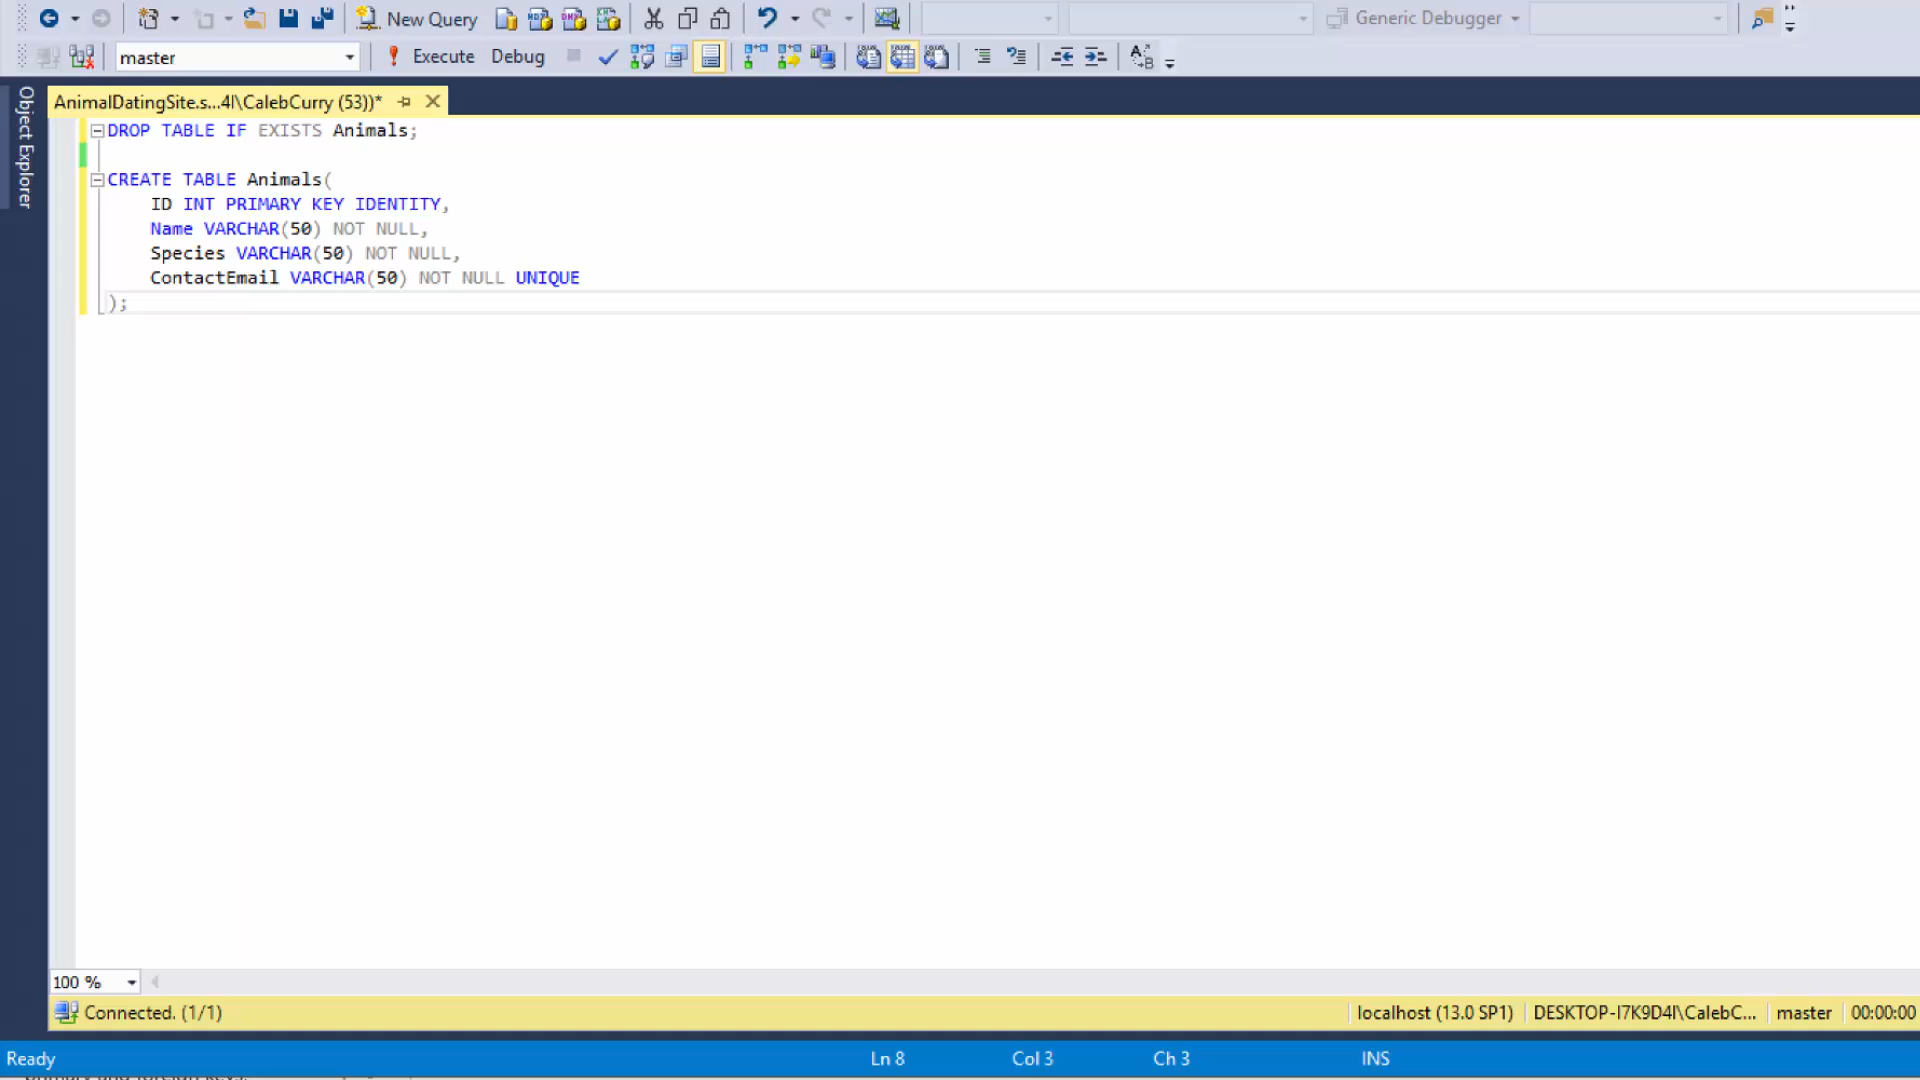 New Query
Generic Debugger
master
Execute
Debug
Object Explorer
AnimalDatingSite.s...4I\CalebCurry (53))*
DROP TABLE IF EXISTS Animals;
CREATE TABLE Animals(
ID INT PRIMARY KEY IDENTITY,
Name VARCHAR(50) NOT NULL,
Species VARCHAR(50) NOT NULL,
ContactEmail VARCHAR(50) NOT NULL UNIQUE
);
100 %
Connected. (1/1)
localhost (13.0 SP1)
DESKTOP-I7K9D4I\CalebC...
master
00:00:00
Ready
Ln 8
Col 3
Ch 3
INS